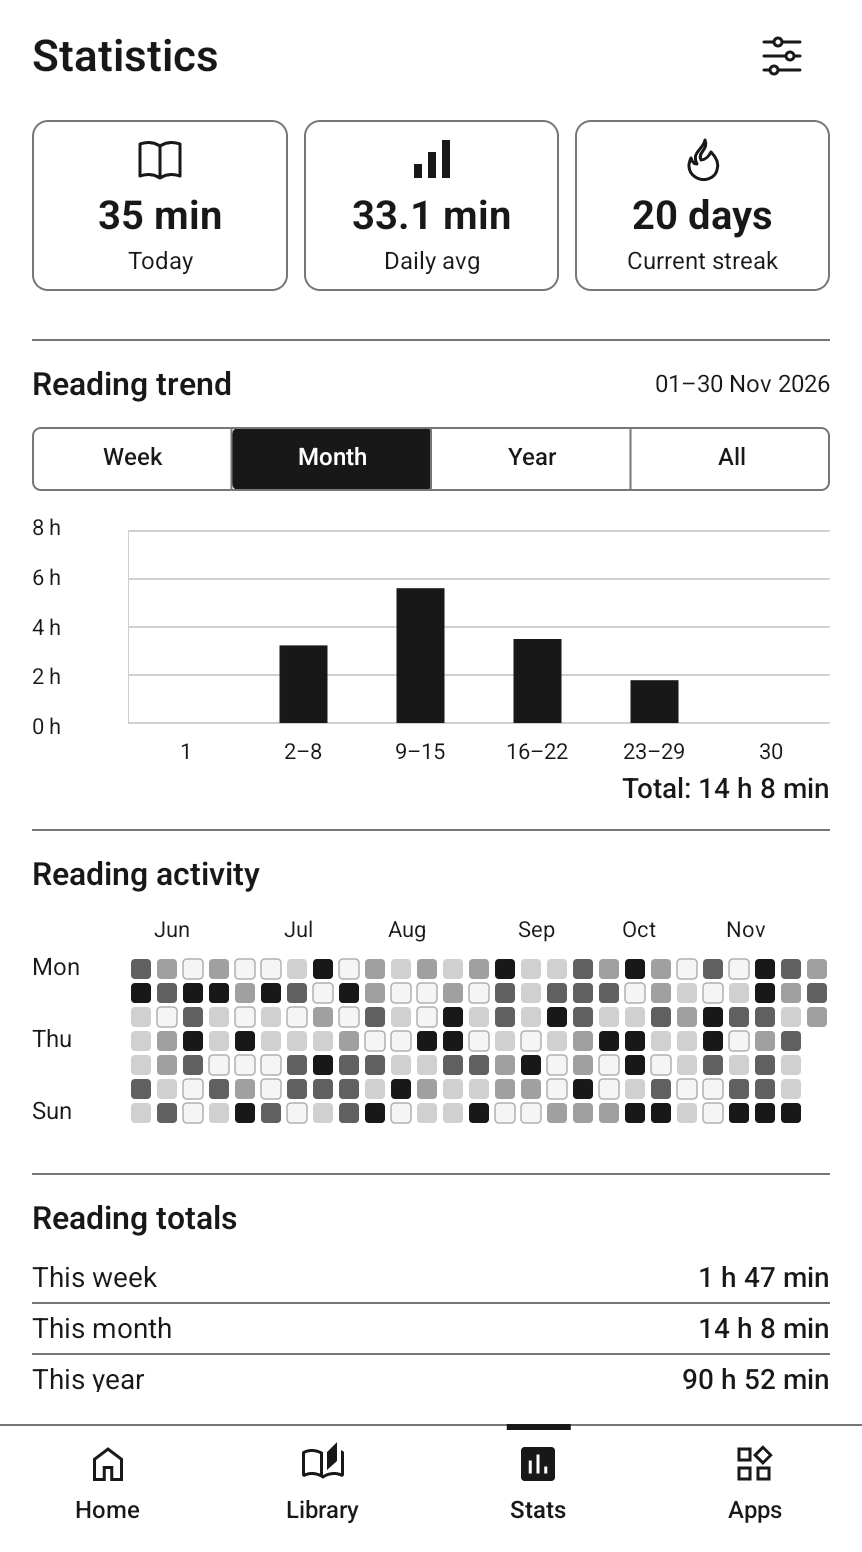 Statistics
35 min
Today
33.1 min
Daily avg
20 days
Current streak
Reading trend
01–30 Nov 2026
Week
Month
Year
All
8 h
6 h
4 h
2 h
0 h
1
2–8
9–15
16–22
23–29
30
Total: 14 h 8 min
Reading activity
Jun
Jul
Aug
Sep
Oct
Nov
Mon
Thu
Sun
Reading totals
This week
1 h 47 min
This month
14 h 8 min
This year
90 h 52 min
Home
Library
Stats
Apps